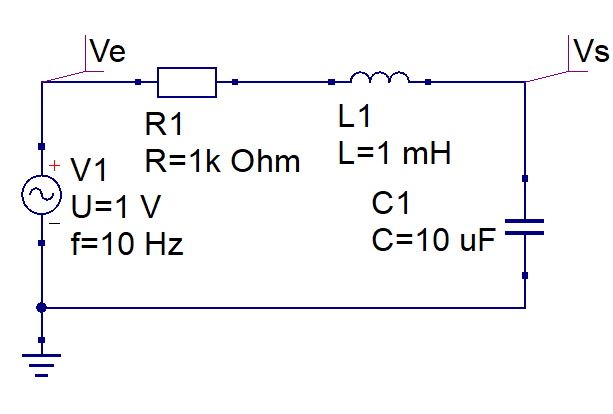 Ve
Vs
R1
R=1k Ohm
L1
L=1 mH
+
V1
U=1 V
f=10 Hz
−
C1
C=10 uF